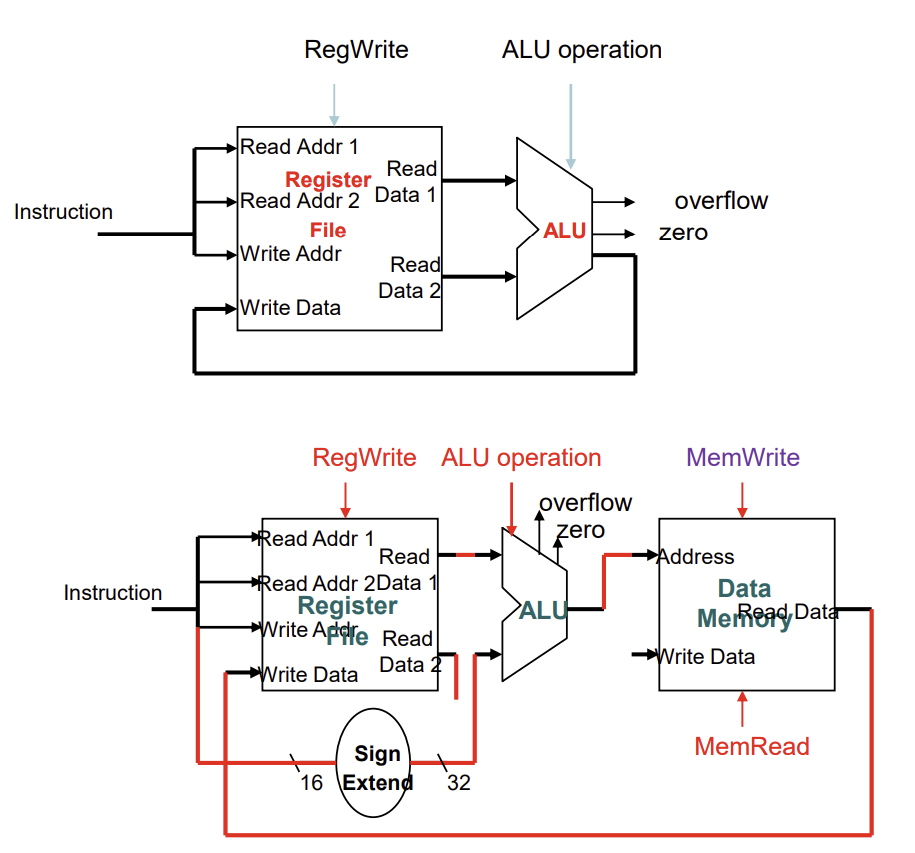 RegWrite ALU operation
Read Addr 1
Register Read
Data 1
Read Addr 2
Instruction
overflow
File
ALU
zero
Write Addr
Read
Data 2
Write Data
RegWrite ALU operation MemWrite
overflow
zero
Read Addr 1
Read
Data 1
Address
Instruction
Read Addr 2
Register
File
ALU
Data
Memory
Read Data
Write Addr
Read
Data 2
Write Data
Write Data
MemRead
Sign
Extend
16
32